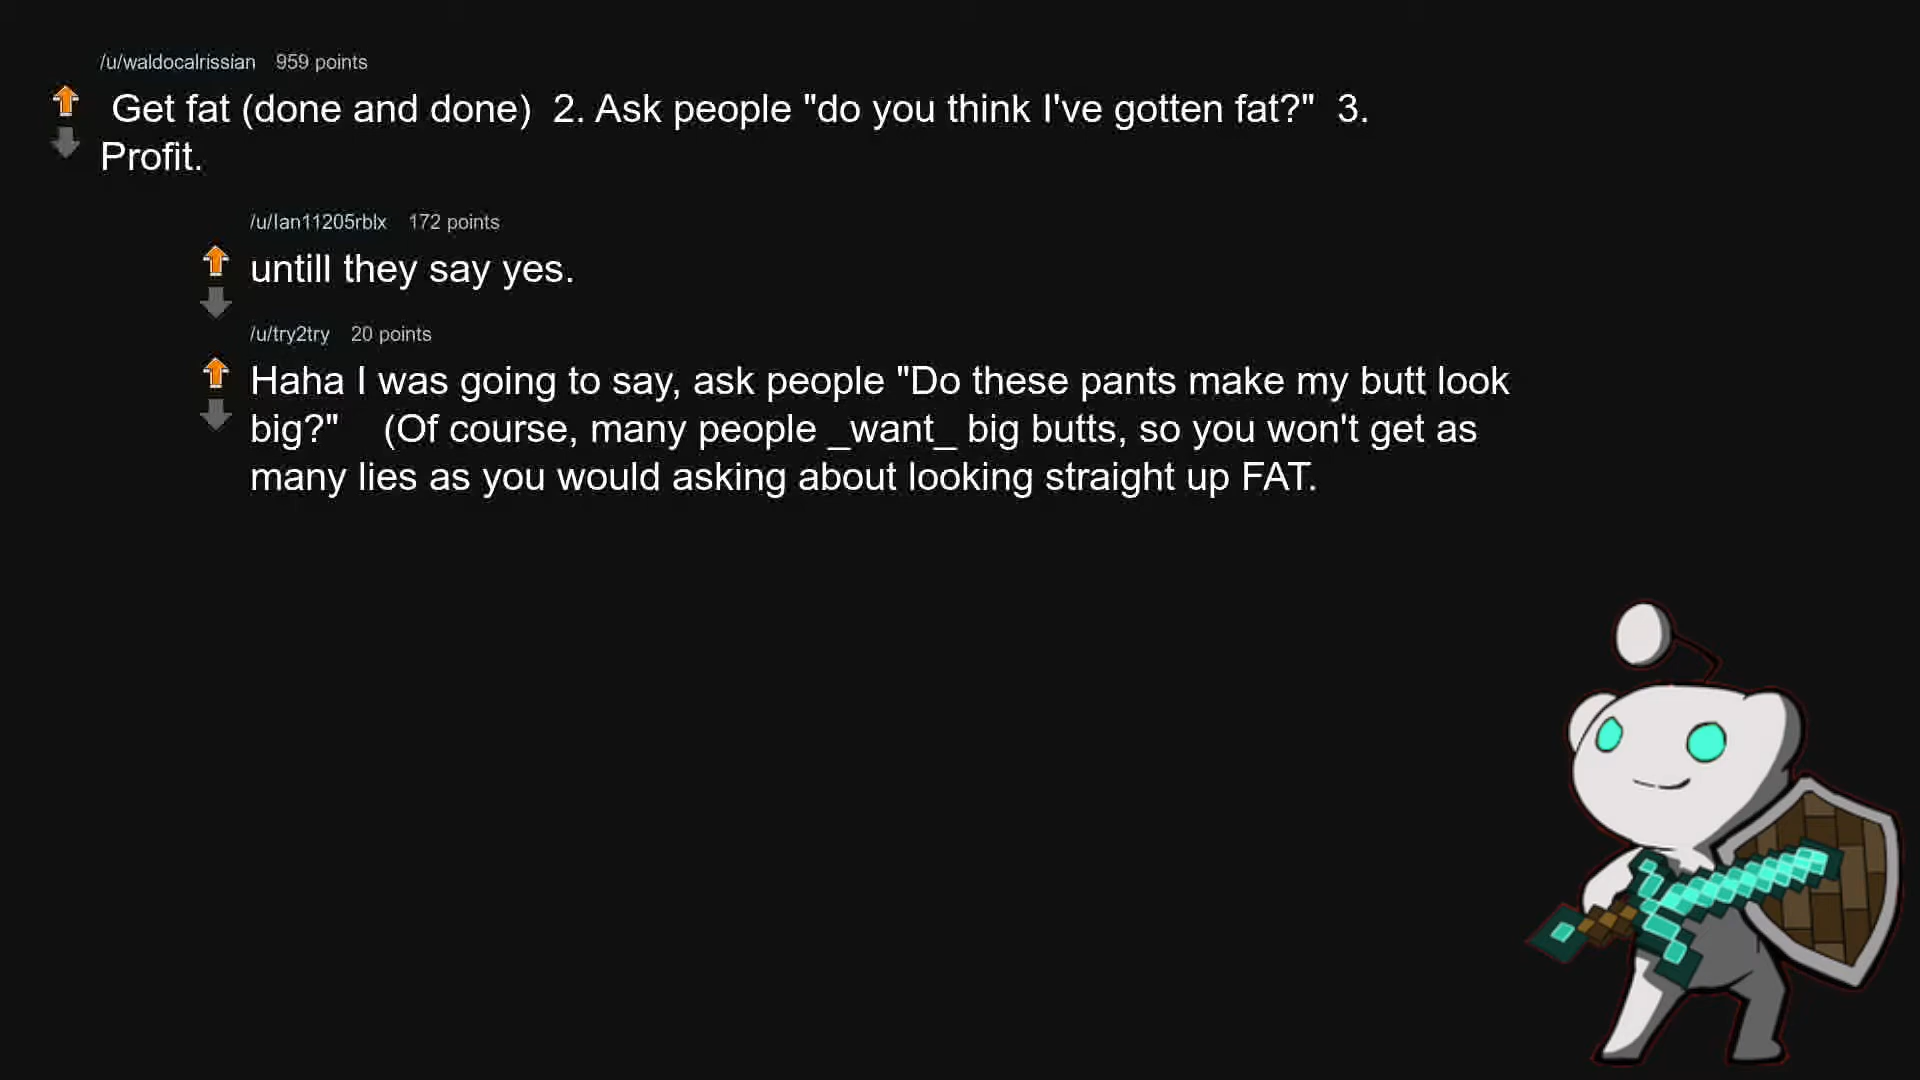 /u/waldocalrissian 959 points
Get fat (done and done) 2. Ask people "do you think I've gotten fat?" 3.
Profit.
/u/Ian11205rblx 172 points
untill they say yes.
/u/try2try 20 points
Haha I was going to say, ask people "Do these pants make my butt look
big?" (Of course, many people _want_ big butts, so you won't get as
many lies as you would asking about looking straight up FAT.